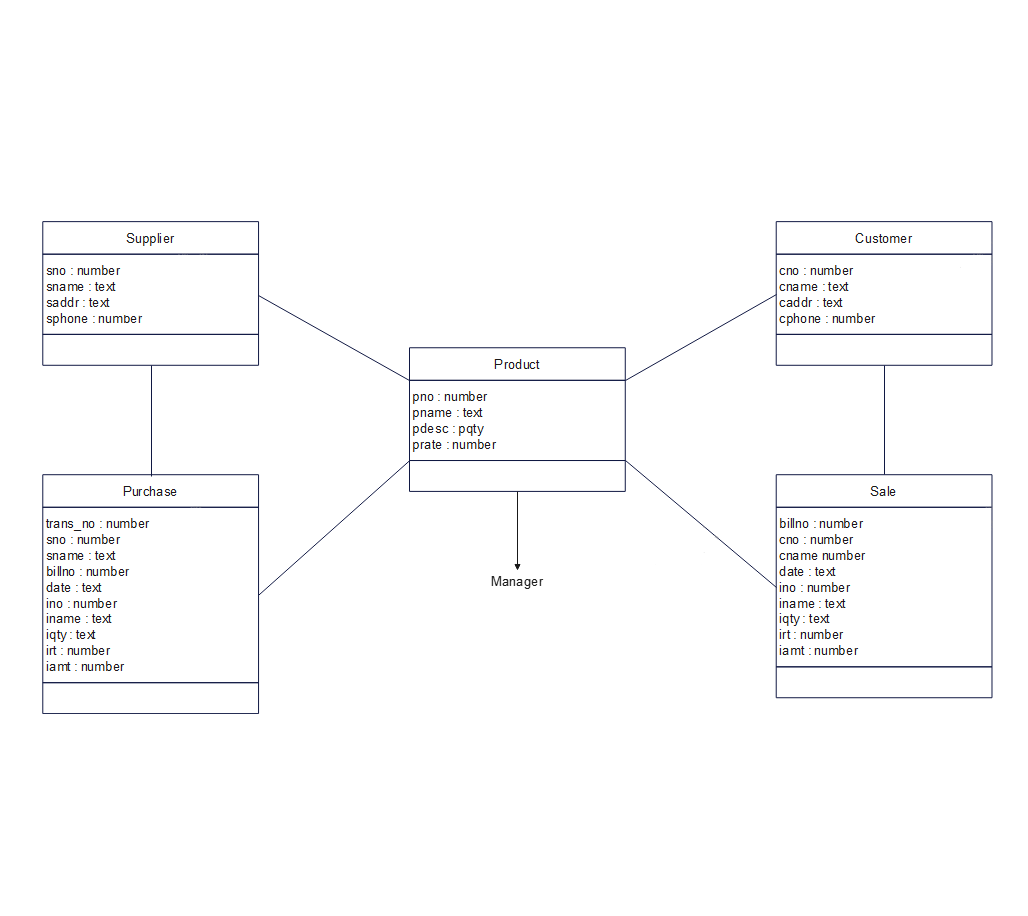 Supplier
sno : number
sname : text
saddr : text
sphone : number
Customer
cno : number
cname : text
caddr : text
cphone : number
Product
pno : number
pname : text
pdesc : pqty
prate : number
Purchase
trans_no : number
sno : number
sname : text
billno : number
date : text
ino : number
iname : text
iqty : text
irt : number
iamt : number
Sale
billno : number
cno : number
cname number
date : text
ino : number
iname : text
iqty : text
irt : number
iamt : number
Manager